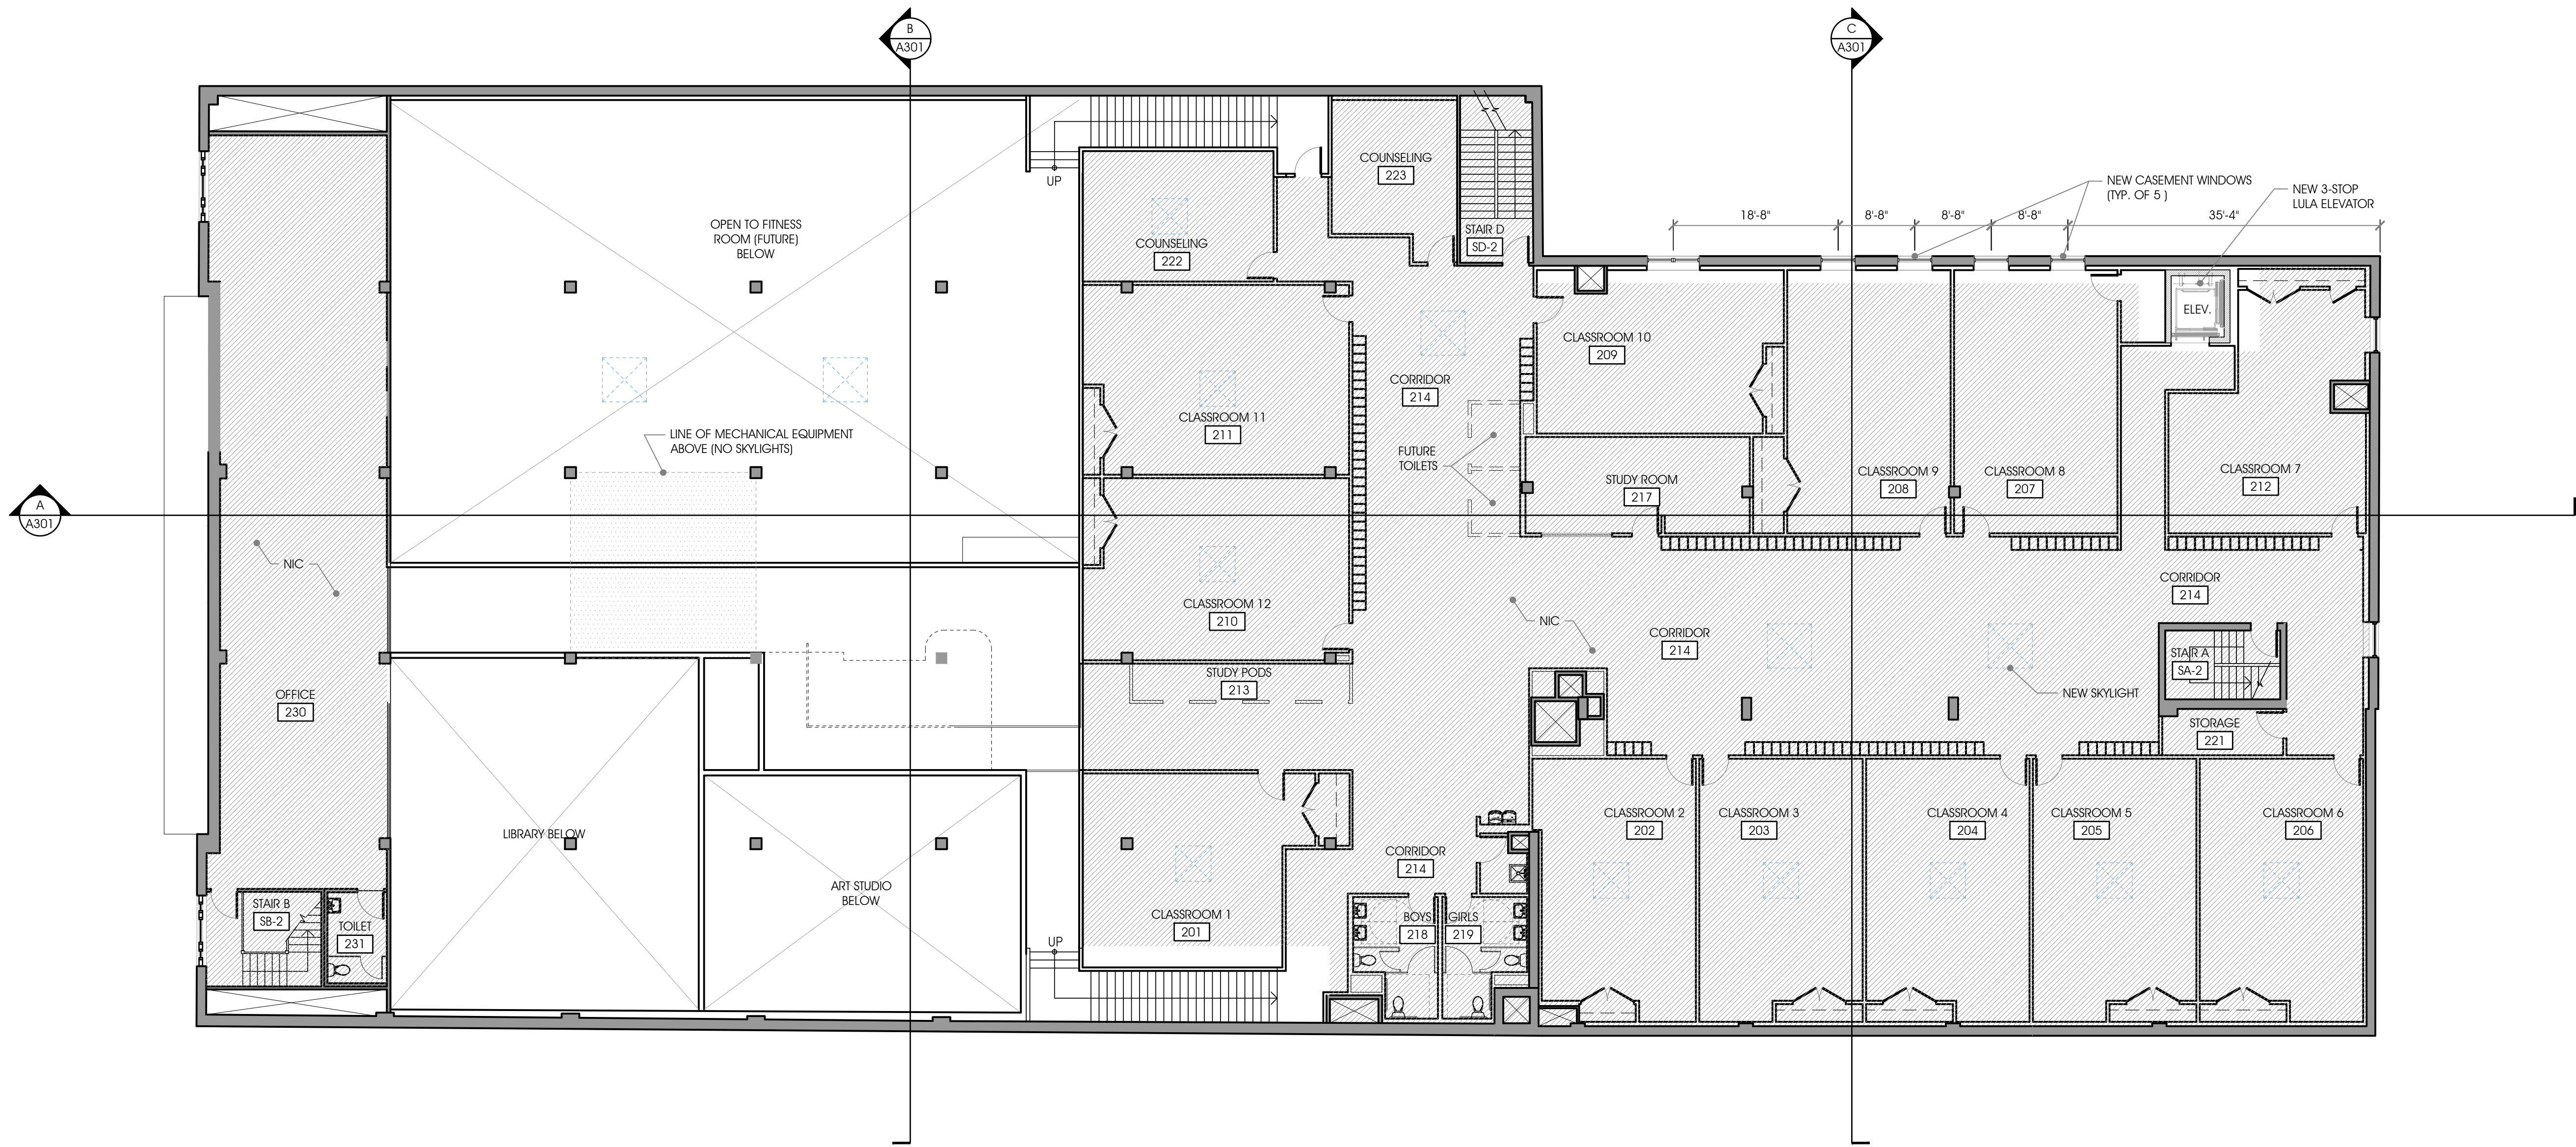 B
A301
C
A301
NEW CASEMENT WINDOWS
(TYP. OF 5 )
NEW 3-STOP
LULA ELEVATOR
18'-8"
8'-8"
8'-8"
8'-8"
35'-4"
UP
COUNSELING
223
COUNSELING
222
STAIR D
SD-2
OPEN TO FITNESS
ROOM (FUTURE)
BELOW
ELEV.
CLASSROOM 10
209
CORRIDOR
214
CLASSROOM 11
211
LINE OF MECHANICAL EQUIPMENT
ABOVE (NO SKYLIGHTS)
FUTURE
TOILETS
STUDY ROOM
217
CLASSROOM 9
208
CLASSROOM 8
207
CLASSROOM 7
212
A
A301
NIC
CLASSROOM 12
210
NIC
CORRIDOR
214
CORRIDOR
214
STAIR A
SA-2
STUDY PODS
213
NEW SKYLIGHT
OFFICE
230
STORAGE
221
LIBRARY BELOW
ART STUDIO
BELOW
CLASSROOM 1
201
CORRIDOR
214
CLASSROOM 2
202
CLASSROOM 3
203
CLASSROOM 4
204
CLASSROOM 5
205
CLASSROOM 6
206
STAIR B
SB-2
TOILET
231
UP
BOYS
218
GIRLS
219